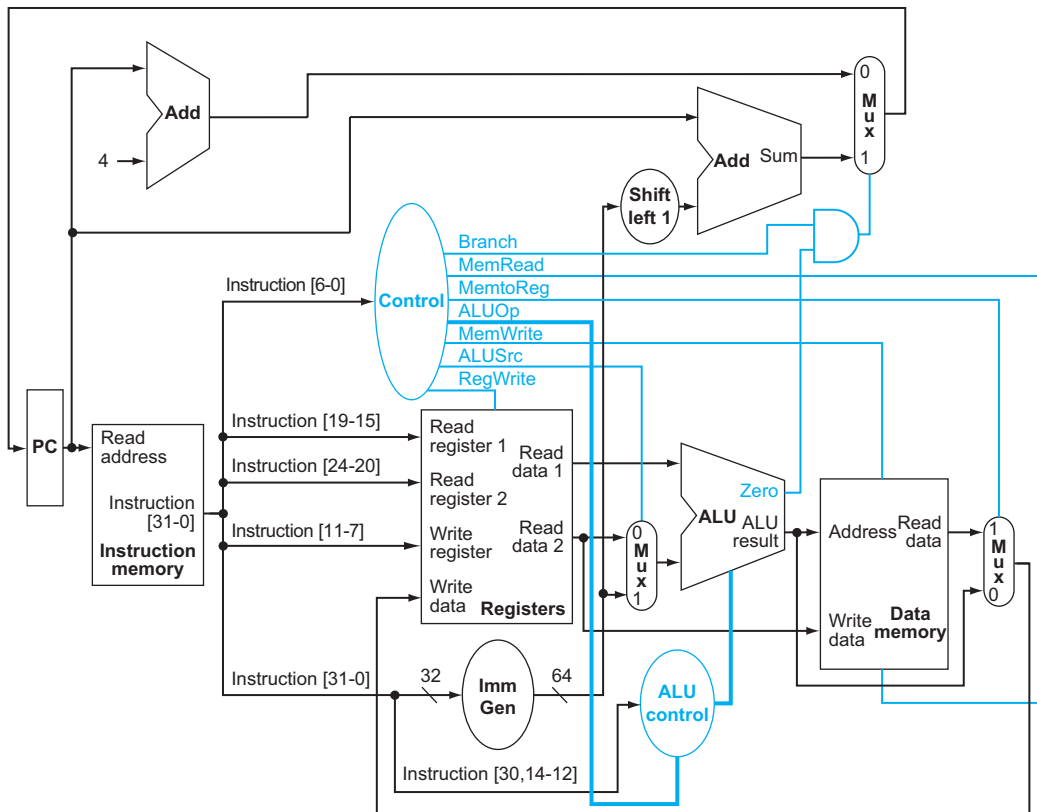 0
M
u
x
1
Add
4
Add
Sum
Shift
left 1
Branch
MemRead
MemtoReg
ALUOp
MemWrite
ALUSrc
RegWrite
Control
Instruction [6-0]
Instruction [19-15]
Instruction [24-20]
Instruction [11-7]
Instruction [31-0]
PC
Read
address
Instruction
[31-0]
Instruction
memory
Read
register 1
Read
register 2
Write
register
Write
data
Read
data 1
Read
data 2
Registers
0
M
u
x
1
Zero
ALU
ALU
result
Address
Read
data
Write
data
Data
memory
1
M
u
x
0
32
Imm
Gen
64
ALU
control
Instruction [30,14-12]